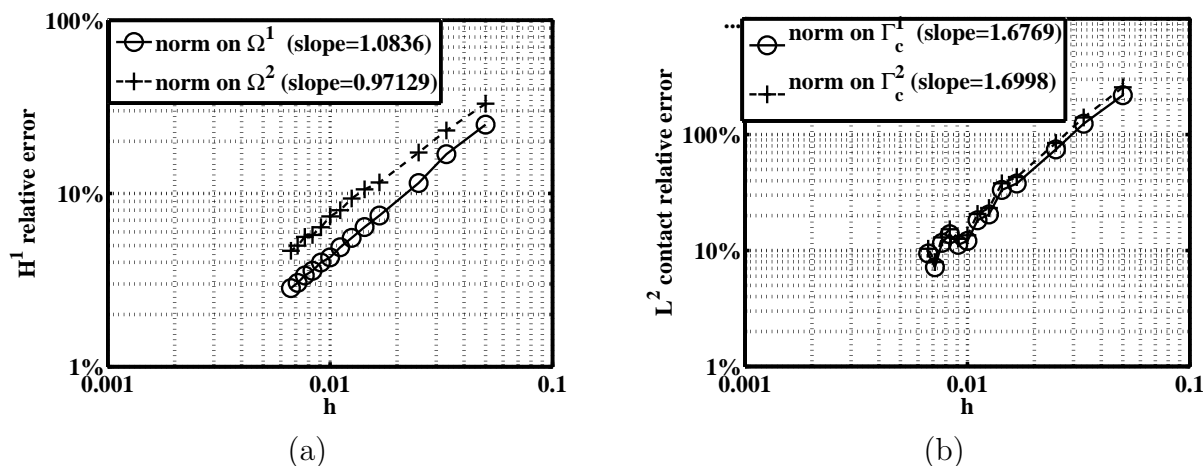 100%
norm on Ω¹ (slope=1.0836)
norm on Ω² (slope=0.97129)
10%
1%
0.001
0.01
0.1
H¹ relative error
h
(a)
...
norm on Γ_c¹ (slope=1.6769)
norm on Γ_c² (slope=1.6998)
100%
10%
1%
0.001
0.01
0.1
L² contact relative error
h
(b)